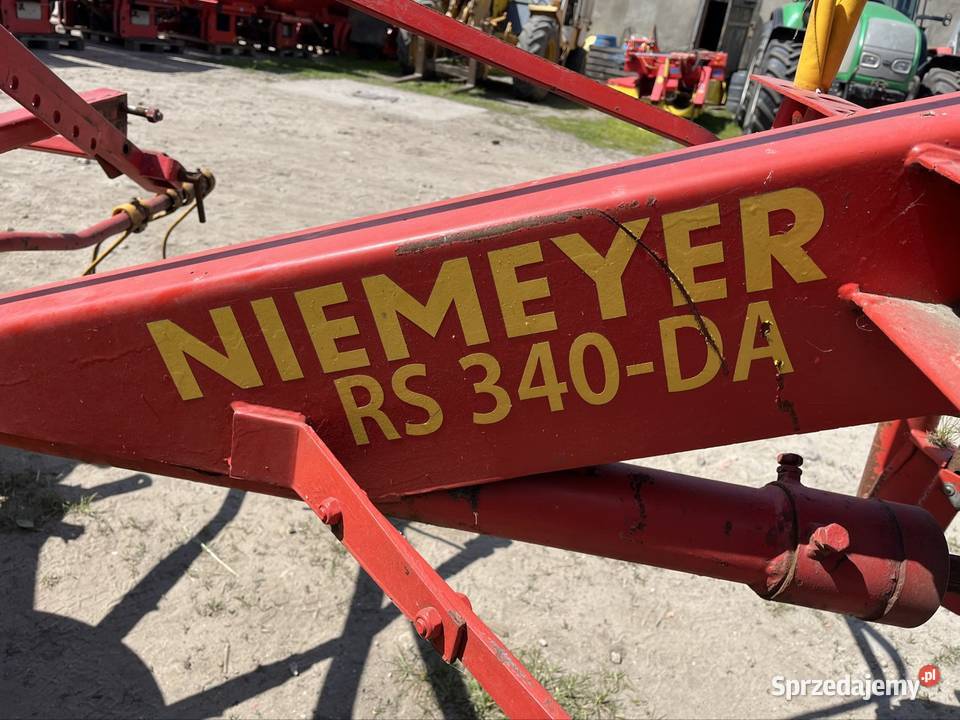 NIEMEYER
RS 340-DA
Sprzedajemy.pl